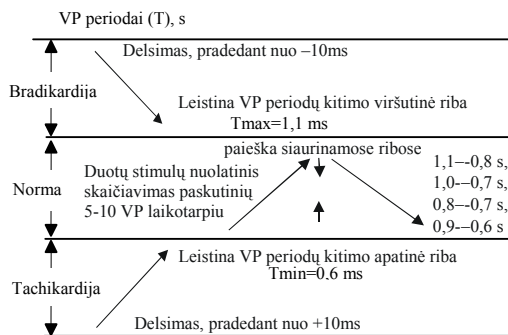 VP periodai (T), s
Delsimas, pradedant nuo –10ms
Bradikardija
Leistina VP periodų kitimo viršutinė riba
Tmax=1,1 ms
paieška siaurinamose ribose
Duotų stimulų nuolatinis
skaičiavimas paskutinių
5-10 VP laikotarpiu
Norma
1,1–-0,8 s,
1,0-–0,7 s,
0,8–-0,7 s,
0,9–-0,6 s
Leistina VP periodų kitimo apatinė riba
Tmin=0.6 ms
Tachikardija
Delsimas, pradedant nuo +10ms